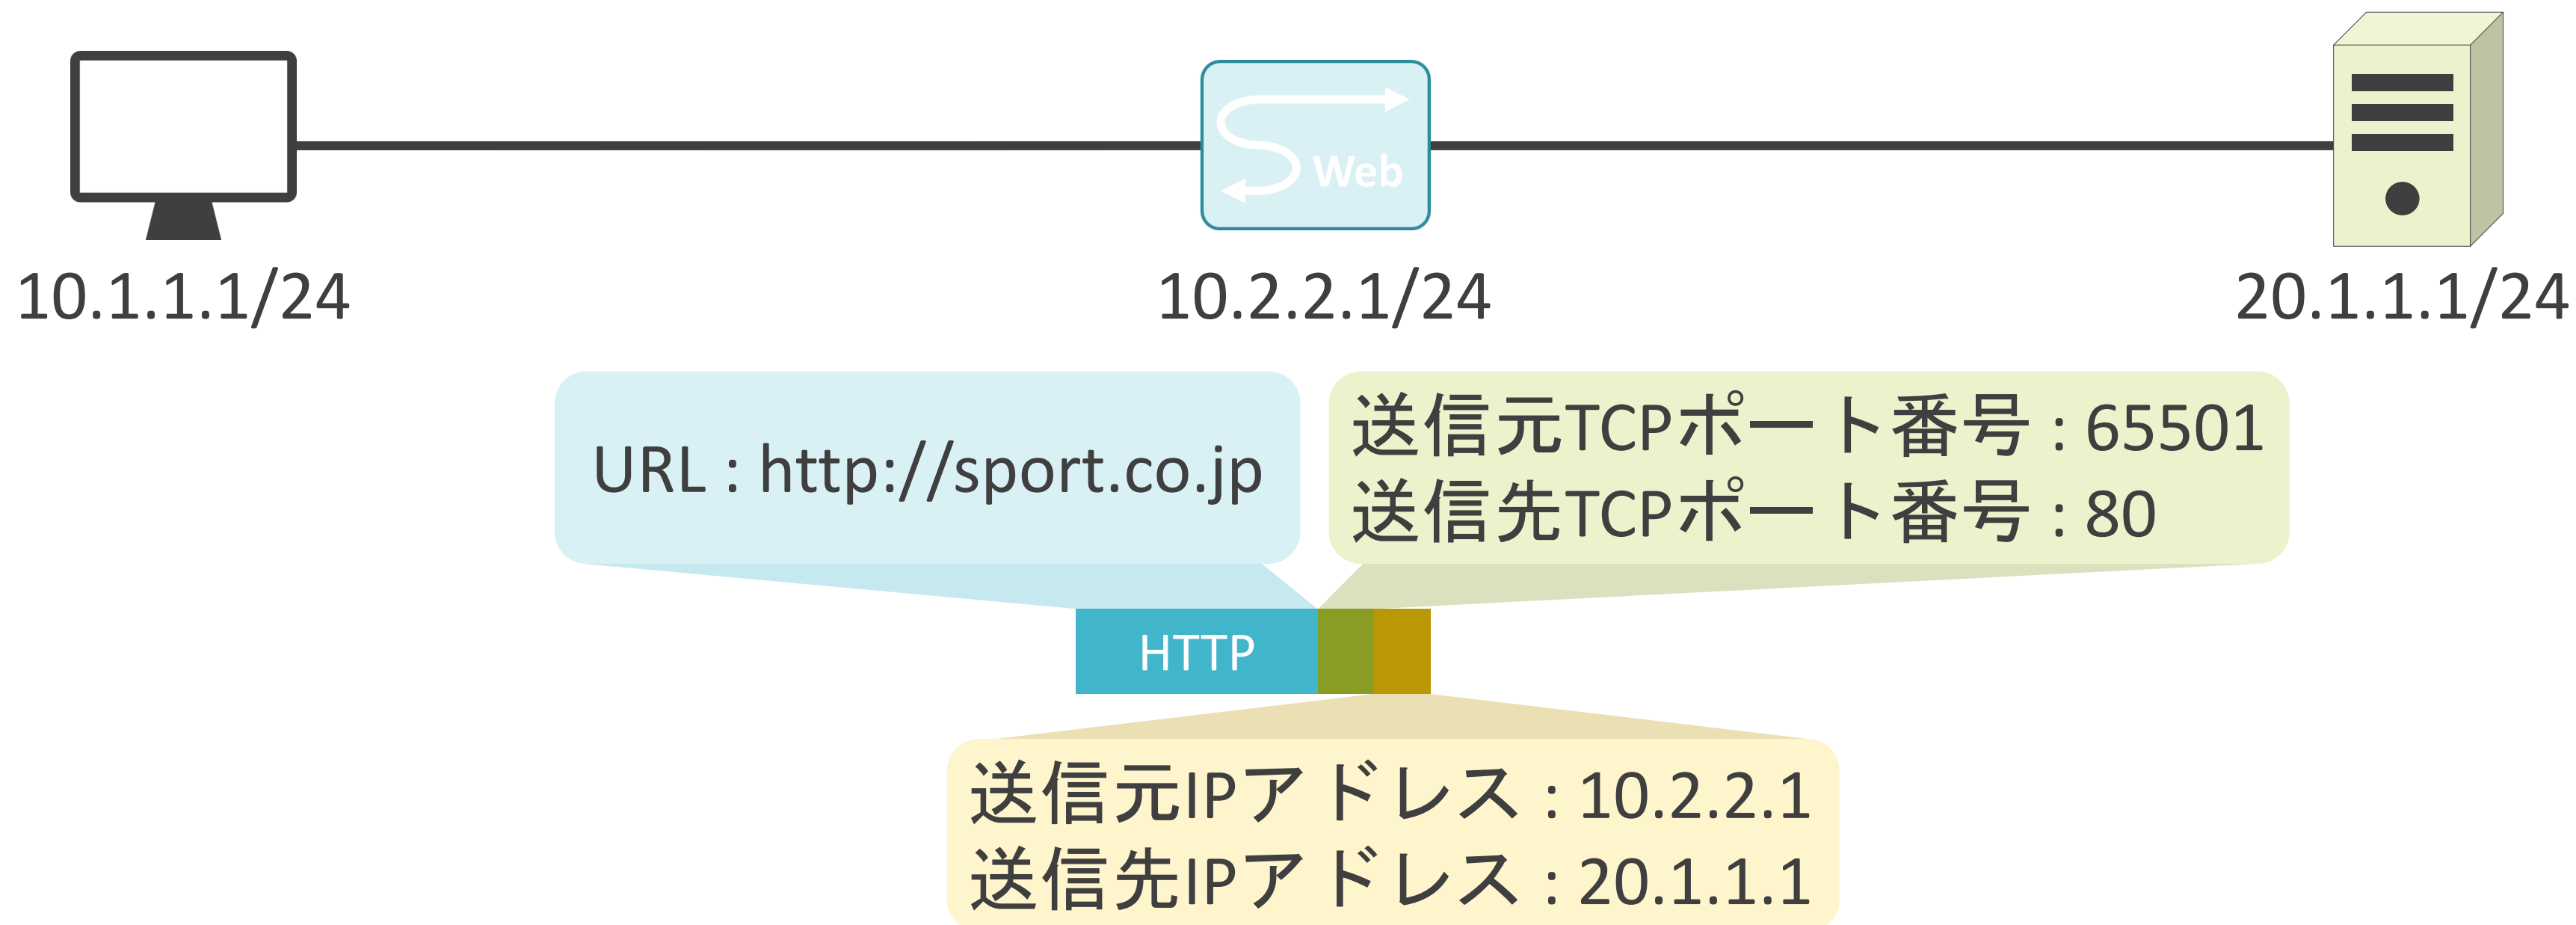 Web
10.1.1.1/24
10.2.2.1/24
20.1.1.1/24
URL : http://sport.co.jp
送信元TCPポート番号 : 65501
送信先TCPポート番号 : 80
HTTP
送信元IPアドレス : 10.2.2.1
送信先IPアドレス : 20.1.1.1